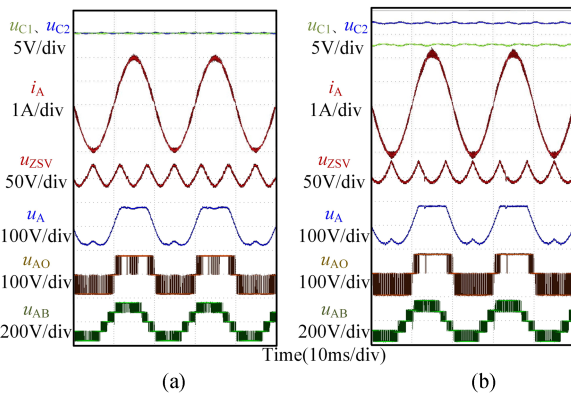 uC1、uC2
5V/div
iA
1A/div
uZSV
50V/div
uA
100V/div
uAO
100V/div
uAB
200V/div
(a)
uC1、uC2
5V/div
iA
1A/div
uZSV
50V/div
uA
100V/div
uAO
100V/div
uAB
200V/div
Time(10ms/div)
(b)